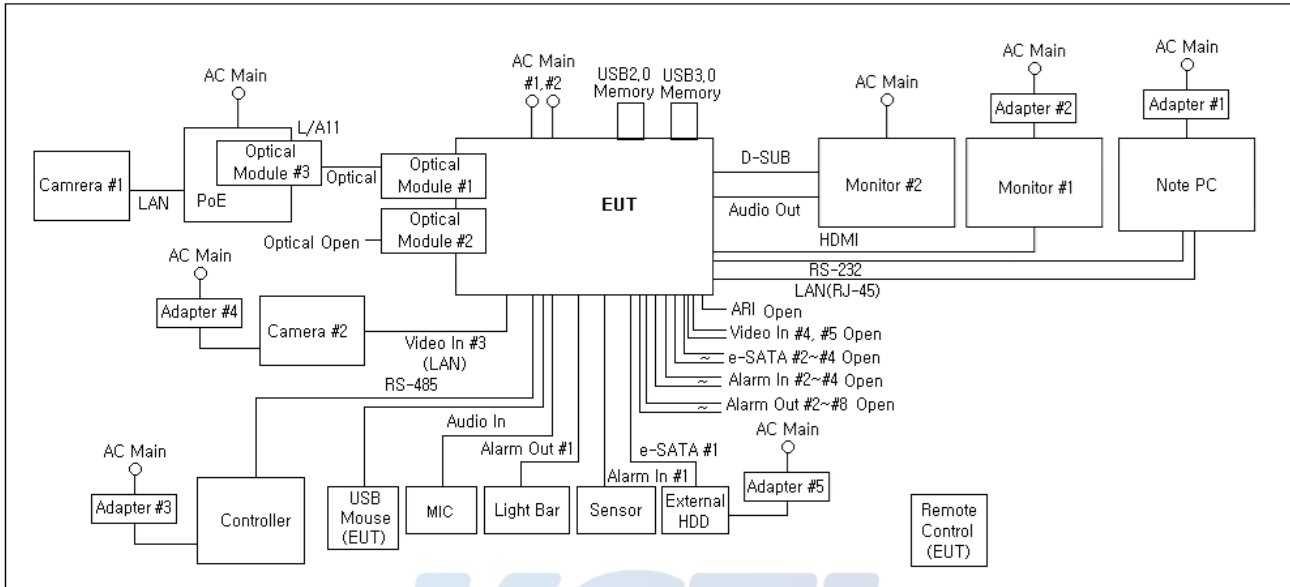 AC Main
AC Main
#1,#2
USB2,0
Memory
USB3,0
Memory
AC Main
AC Main
AC Main
Adapter #2
Adapter #1
L/A11
Optical
Module #3
PoE
Camrera #1
LAN
Optical
Optical
Module #1
Optical
Module #2
Optical Open
EUT
D-SUB
Audio Out
Monitor #2
Monitor #1
Note PC
HDMI
RS-232
LAN(RJ-45)
AC Main
Adapter #4
Camera #2
Video In #3
(LAN)
ARI Open
Video In #4, #5 Open
~ e-SATA #2~#4 Open
~ Alarm In #2~#4 Open
~ Alarm Out #2~#8 Open
RS-485
Audio In
Alarm Out #1
e-SATA #1
Alarm In #1
AC Main
Adapter #3
Controller
USB
Mouse
(EUT)
MIC
Light Bar
Sensor
External
HDD
AC Main
Adapter #5
Remote
Control
(EUT)